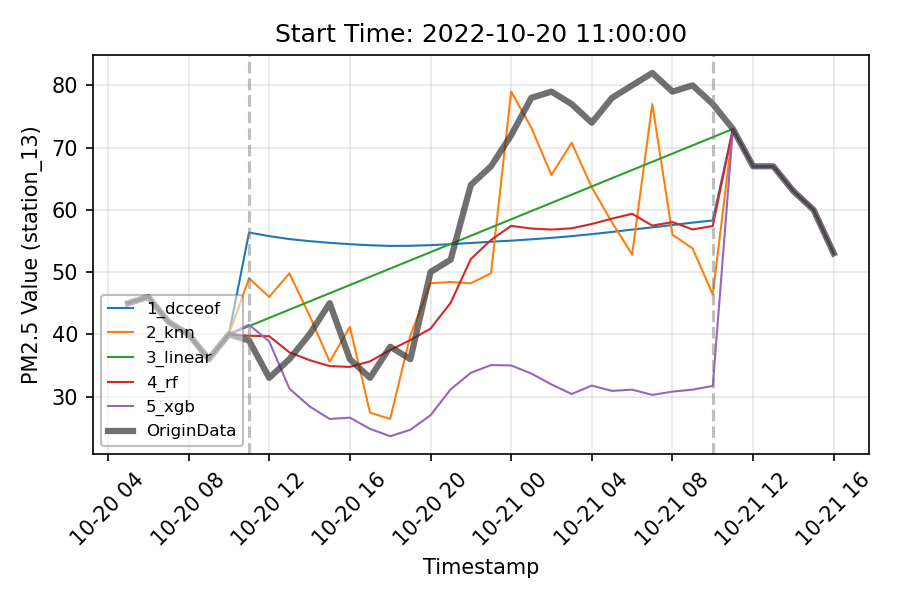 Start Time: 2022-10-20 11:00:00
PM2.5 Value (station_13)
80
70
60
50
40
30
1_dcceof
2_knn
3_linear
4_rf
5_xgb
OriginData
10-20 04
10-20 08
10-20 12
10-20 16
10-20 20
10-21 00
10-21 04
10-21 08
10-21 12
10-21 16
Timestamp